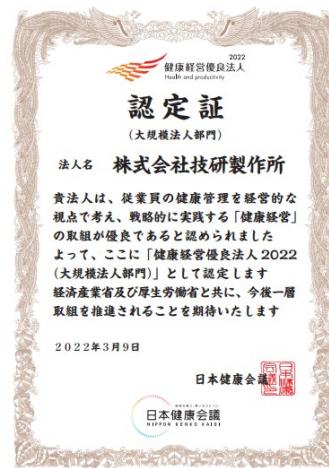 2022
健康経営優良法人
Health and productivity
認定証
(大規模法人部門)
法人名 株式会社技研製作所
貴法人は、従業員の健康管理を経営的な
視点で考え、戦略的に実践する「健康経営」
の取組が優良であると認められました
よって、ここに「健康経営優良法人2022
(大規模法人部門)」として認定します
経済産業省及び厚生労働省と共に、今後一層
取組を推進されることを期待いたします
2022年3月9日
日本健康会議
日本健康会議
NIPPON KENKO KAIGI